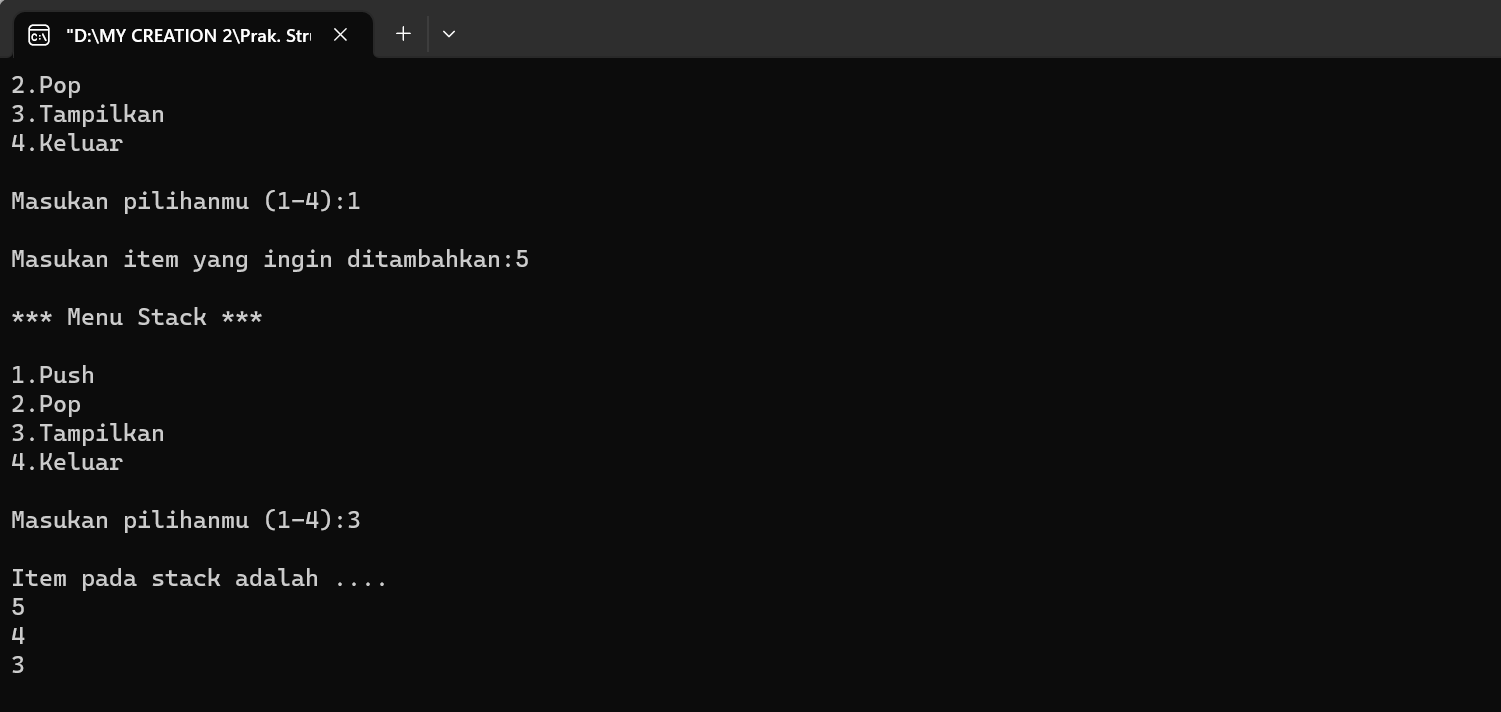 "D:\MY CREATION 2\Prak. Str
2.Pop
3.Tampilkan
4.Keluar
Masukan pilihanmu (1-4):1
Masukan item yang ingin ditambahkan:5
*** Menu Stack ***
1.Push
2.Pop
3.Tampilkan
4.Keluar
Masukan pilihanmu (1-4):3
Item pada stack adalah ....
5
4
3